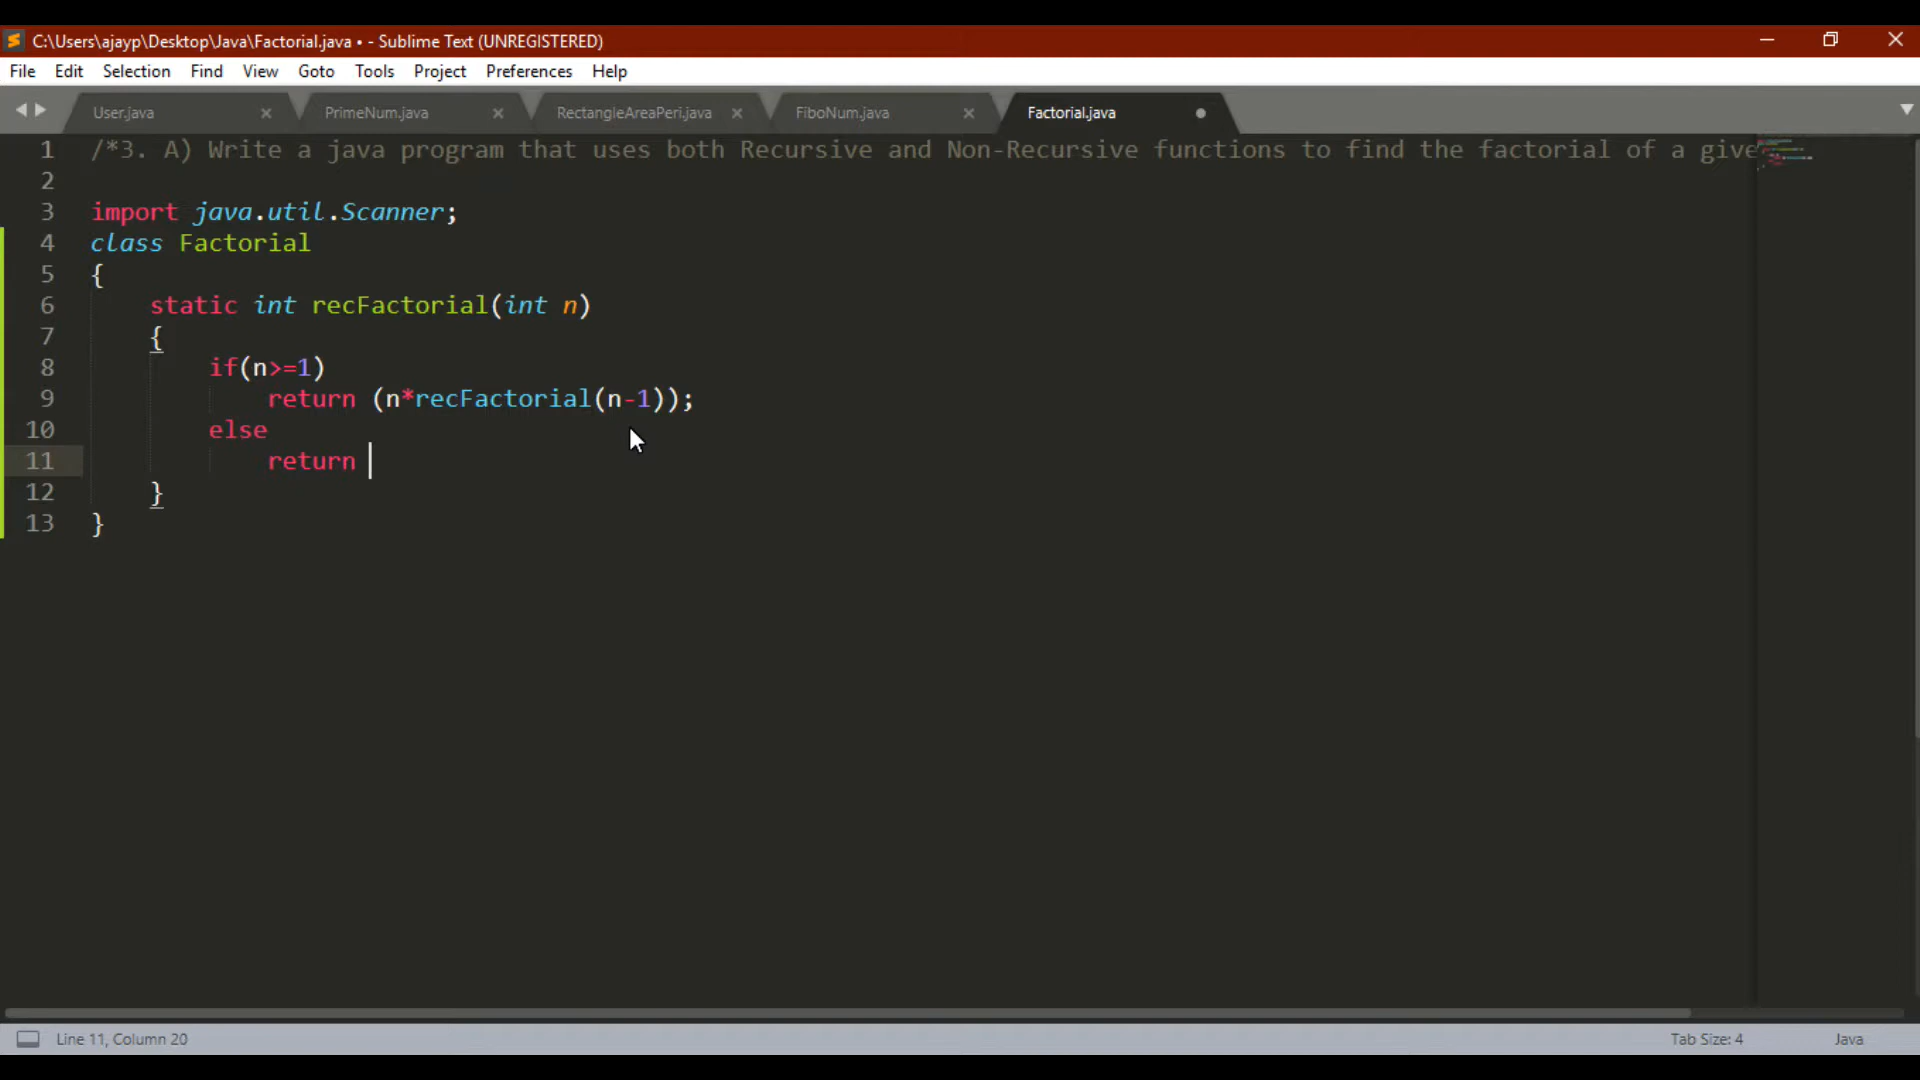 C:\Users\ajayp\Desktop\Java\Factorial.java • - Sublime Text (UNREGISTERED)
File Edit Selection Find View Goto Tools Project Preferences Help
User.java PrimeNum.java RectangleAreaPeri.java FiboNum.java Factorial.java
1 /*3. A) Write a java program that uses both Recursive and Non-Recursive functions to find the factorial of a give
2
3 import java.util.Scanner;
4 class Factorial
5 {
6 static int recFactorial(int n)
7 {
8 if(n>=1)
9 return (n*recFactorial(n-1));
10 else
11 return
12 }
13 }
Line 11, Column 20 Tab Size: 4 Java